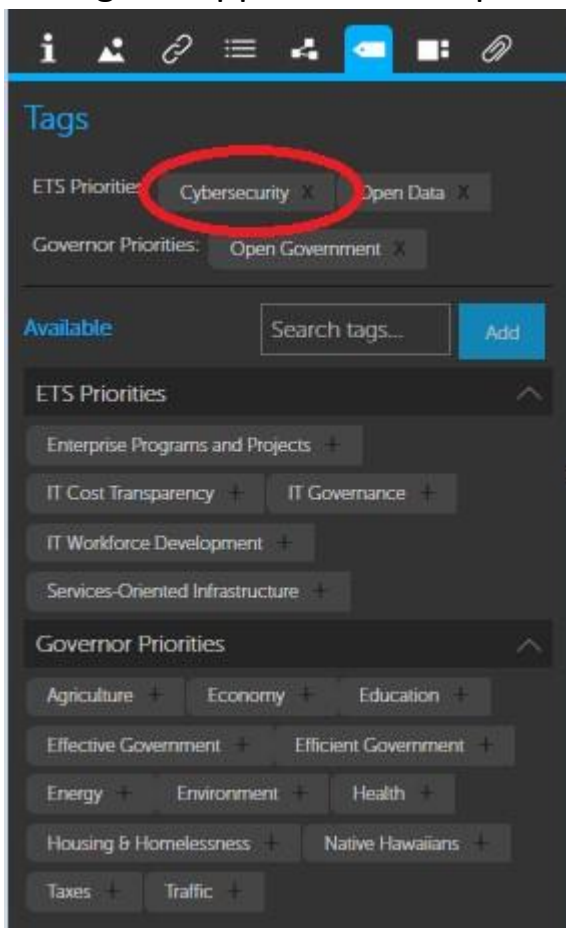 Tags
ETS Priorities: Cybersecurity X Open Data X
Governor Priorities: Open Government X
Available Search tags... Add
ETS Priorities
Enterprise Programs and Projects +
IT Cost Transparency + IT Governance +
IT Workforce Development +
Services-Oriented Infrastructure +
Governor Priorities
Agriculture + Economy + Education +
Effective Government + Efficient Government +
Energy + Environment + Health +
Housing & Homelessness + Native Hawaiians +
Taxes + Traffic +